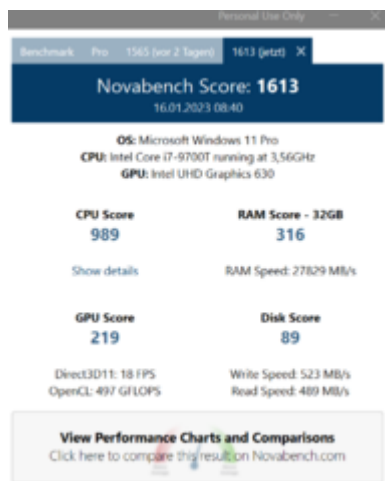 Personal Use Only
Benchmark Pro 1565 (vor 2 Tagen) 1613 (jetzt) X
Novabench Score: 1613
16.01.2023 08:40
OS: Microsoft Windows 11 Pro
CPU: Intel Core i7-9700T running at 3,56GHz
GPU: Intel UHD Graphics 630
CPU Score
989
Show details
RAM Score - 32GB
316
RAM Speed: 27829 MB/s
GPU Score
219
Direct3D11: 18 FPS
OpenCL: 497 GFLOPS
Disk Score
89
Write Speed: 523 MB/s
Read Speed: 489 MB/s
View Performance Charts and Comparisons
Click here to compare this result on Novabench.com